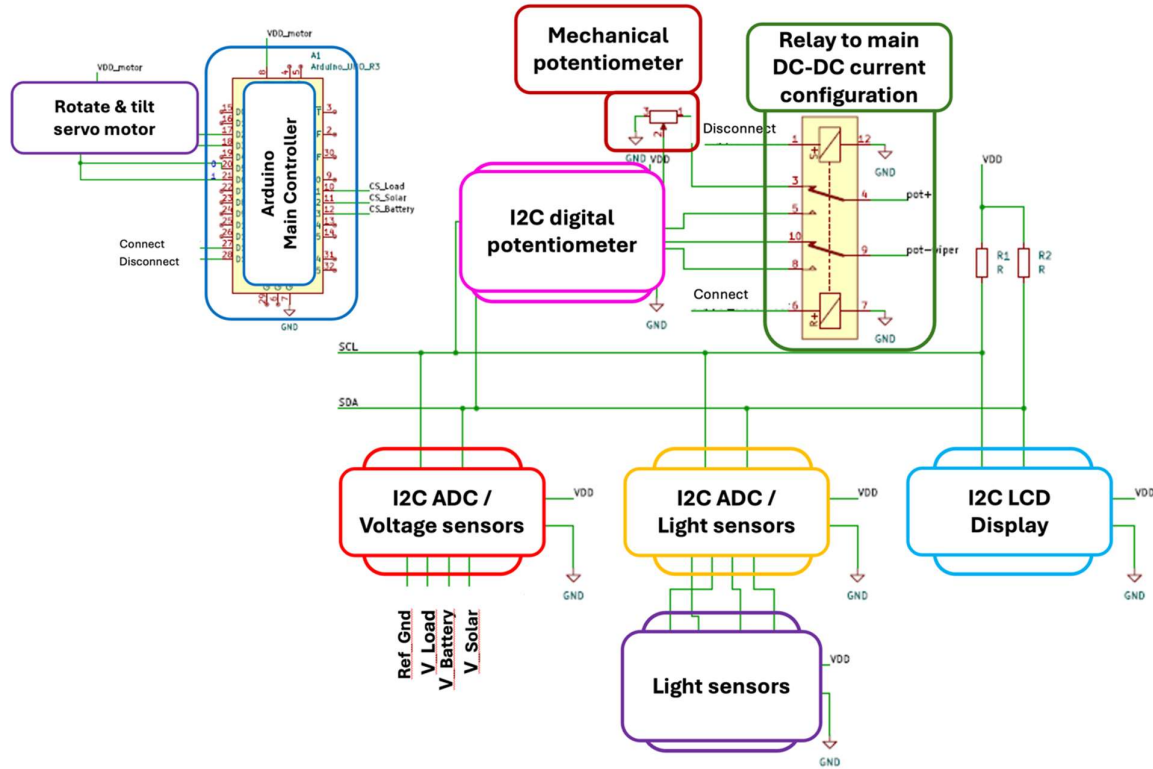 Mechanical
potentiometer
Relay to main
DC-DC current
configuration
VDD_motor
A1
VDD_motor
Rotate & tilt
servo motor
Arduino
Main Controller
CS_Load
CS_Solar
CS_Battery
Connect
Disconnect
GND
3
1
2
GND
VDD
Disconnect
1
12
GND
3
4
pot+
5
10
9
8
Connect
6
7
GND
I2C digital
potentiometer
GND
VDD
R1
R
R2
R
SCL
SDA
I2C ADC /
Voltage sensors
VDD
GND
Ref_Gnd
V_Load
V_Battery
V_Solar
I2C ADC /
Light sensors
VDD
GND
I2C LCD
Display
VDD
GND
Light sensors
VDD
GND